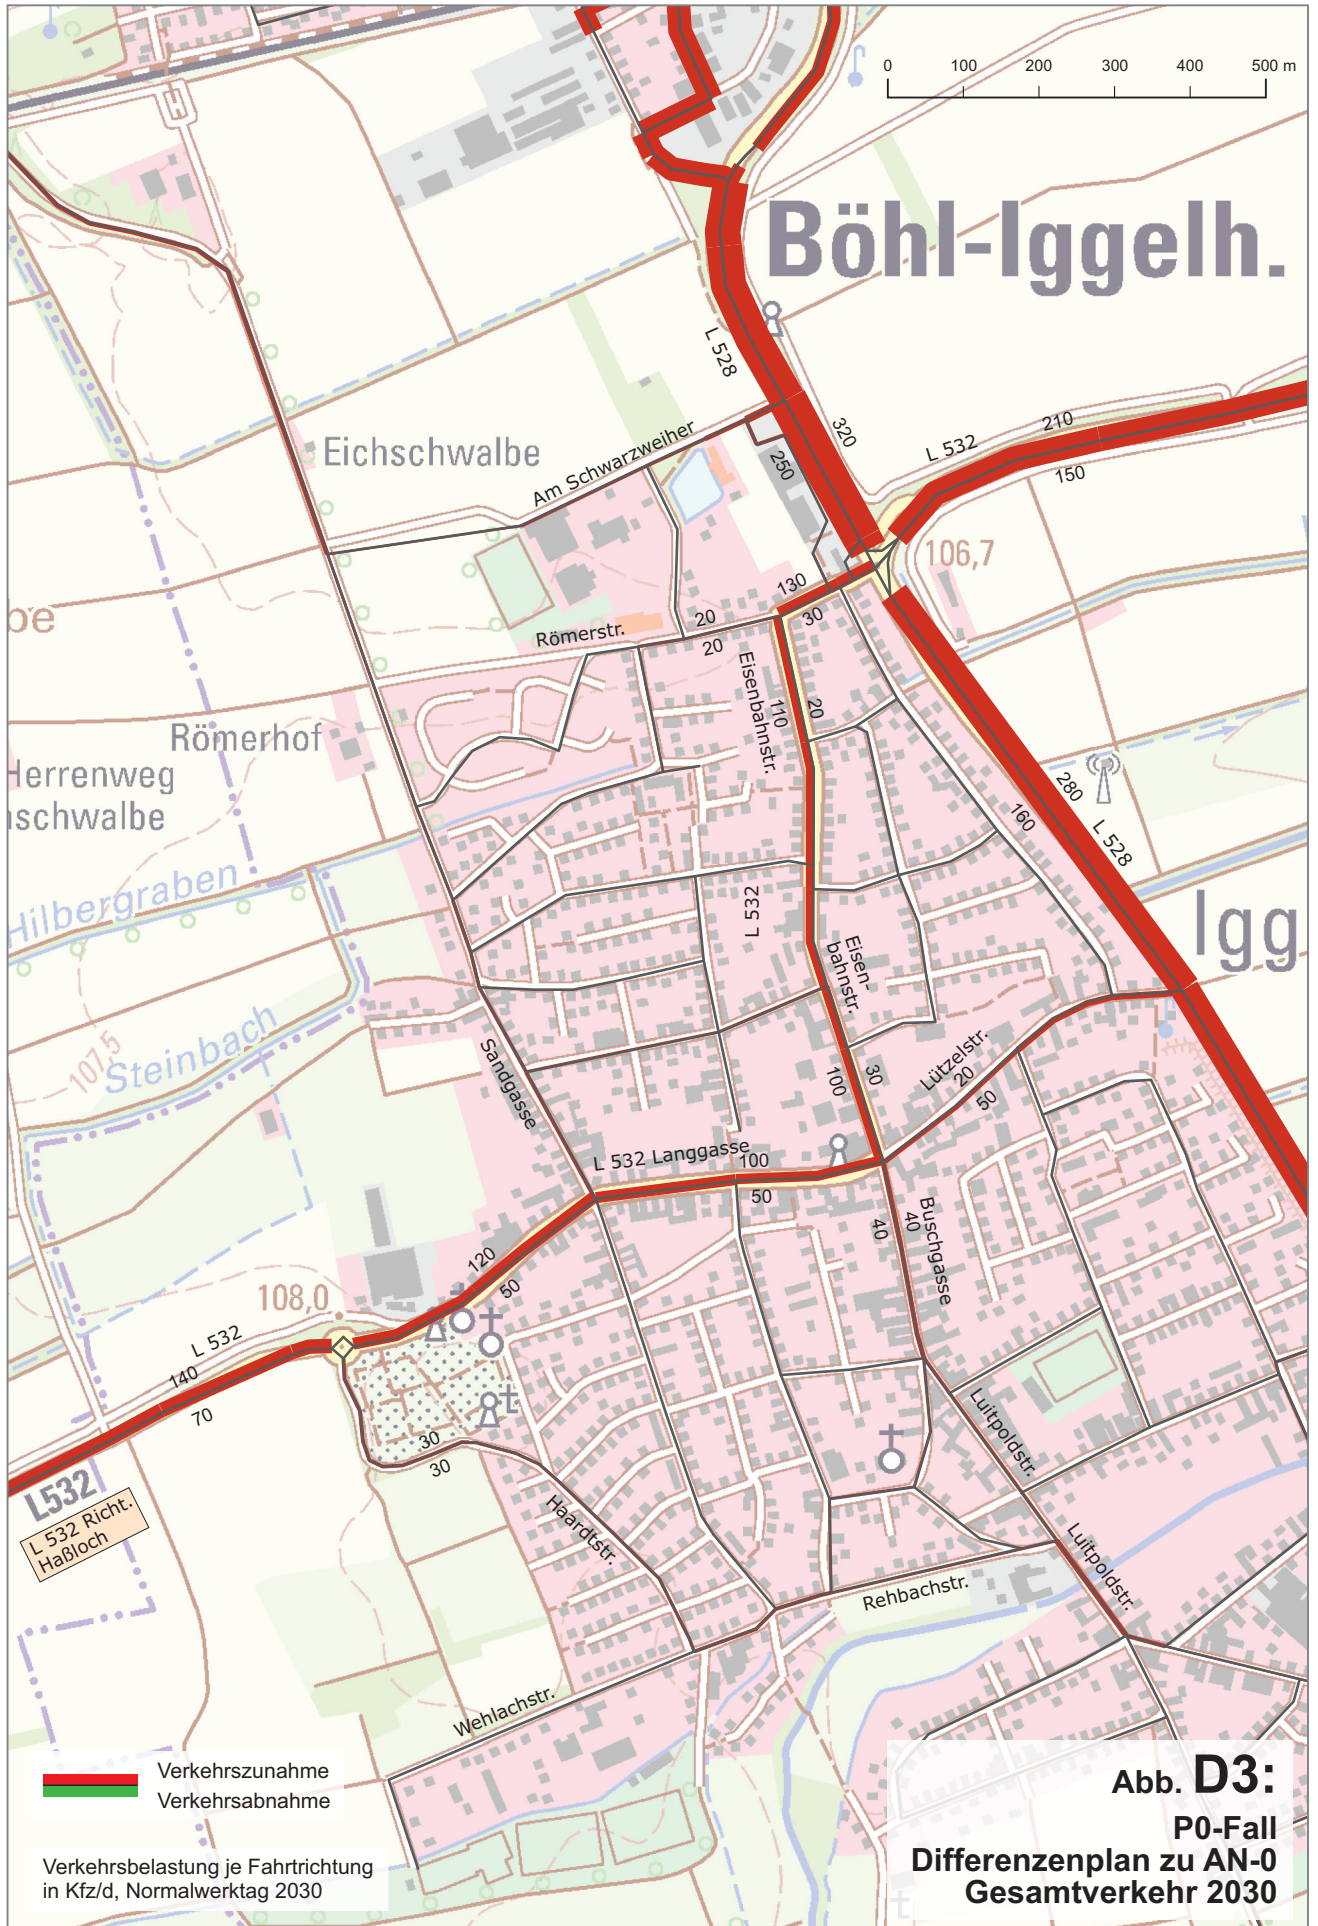 0 100 200 300 400 500 m
Böhl-Iggelh.
L 528
320
L 532
210
150
Eichschwalbe
Am Schwarzweiher
250
106,7
130
30
Römerstr.
20
20
Eisenbahnstr.
110
20
Römerhof
Herrenweg
schwalbe
280
L 528
160
Hilbergraben
L 532
Igg
Eisen-
bahnstr.
Steinbach
107,5
Sandgasse
100
30
Lützelstr.
20
50
L 532 Langgasse
100
50
Buschgasse
40
40
120
50
108,0
L 532
140
70
30
30
L532
L 532 Richt.
Haßloch
Haardtstr.
Luitpoldstr.
Luitpoldstr.
Rehbachstr.
Wehlachstr.
Verkehrszunahme
Verkehrsabnahme
Verkehrsbelastung je Fahrtrichtung
in Kfz/d, Normalwerktag 2030
Abb. D3:
P0-Fall
Differenzenplan zu AN-0
Gesamtverkehr 2030